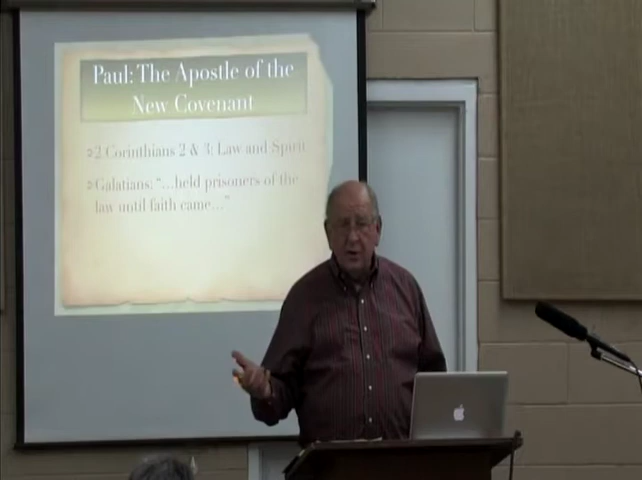 Paul: The Apostle of the
New Covenant
2 Corinthians 2 & 3: Law and Spirit
Galatians: “...held prisoners of the
law until faith came...”